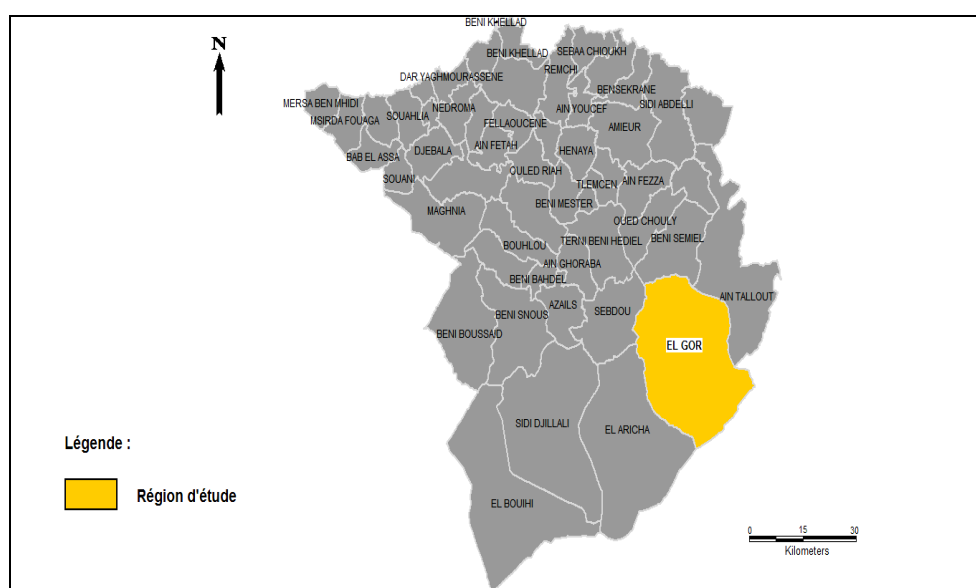 BENI KHELLAD
N
BENI KHELLAD
SEBAA CHIOUKH
REMCHI
DAR YAGHMOURASSENE
BENSEKRANE
MERSA BEN MHIDI
SIDI ABDELLI
NEDROMA
AIN YOUCEF
SOUAHLIA
MSIRDA FOUAGA
FELLAOUCENE
AMIEUR
AIN FETAH
DJEBALA
HENAYA
BAB EL ASSA
OULED RIAH
SOUANI
TLEMCEN
AIN FEZZA
BENI MESTER
MAGHNIA
OUED CHOULY
TERNI BENI HEDIEL
BENI SEMIEL
BOUHLOU
AIN GHORABA
BENI BAHDEL
AIN TALLOUT
AZAILS
SEBDOU
BENI SNOUS
BENI BOUSSAID
EL GOR
SIDI DJILLALI
EL ARICHA
Légende :
Région d'étude
EL BOUIHI
0 15 30
Kilometers